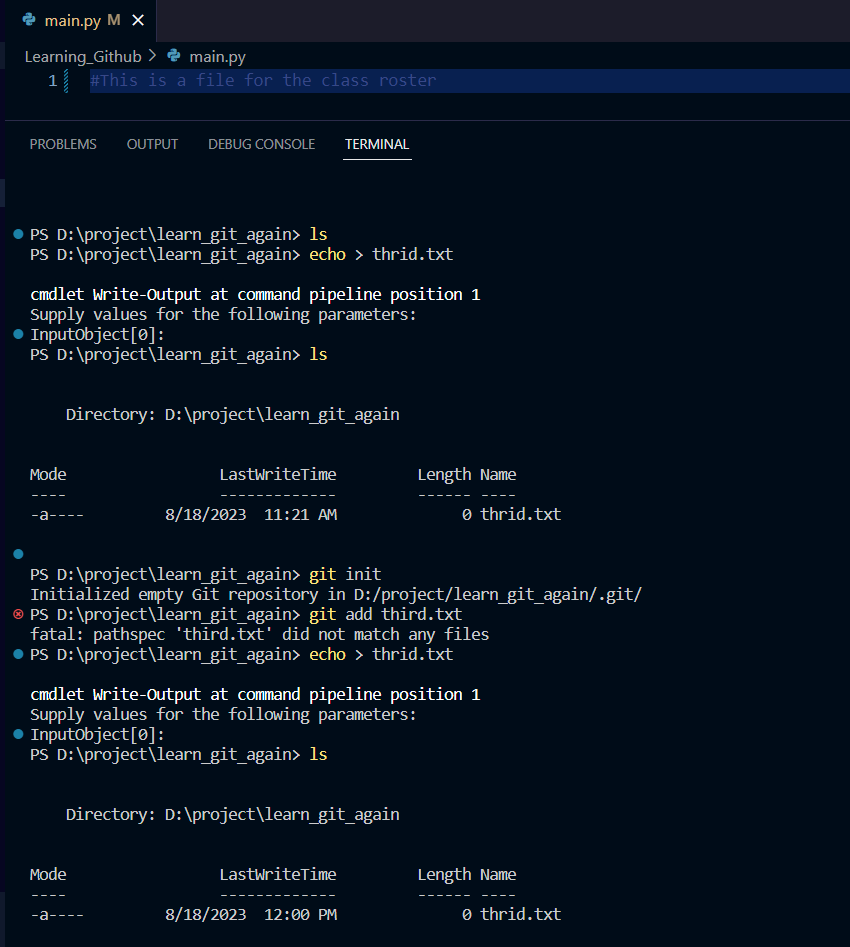 main.py M
Learning_Github > main.py
1 #This is a file for the class roster
PROBLEMS OUTPUT DEBUG CONSOLE TERMINAL
PS D:\project\learn_git_again> ls
PS D:\project\learn_git_again> echo > thrid.txt
cmdlet Write-Output at command pipeline position 1
Supply values for the following parameters:
InputObject[0]:
PS D:\project\learn_git_again> ls
Directory: D:\project\learn_git_again
Mode LastWriteTime Length Name
---- ------------- ------ ----
-a---- 8/18/2023 11:21 AM 0 thrid.txt
PS D:\project\learn_git_again> git init
Initialized empty Git repository in D:/project/learn_git_again/.git/
PS D:\project\learn_git_again> git add third.txt
fatal: pathspec 'third.txt' did not match any files
PS D:\project\learn_git_again> echo > thrid.txt
cmdlet Write-Output at command pipeline position 1
Supply values for the following parameters:
InputObject[0]:
PS D:\project\learn_git_again> ls
Directory: D:\project\learn_git_again
Mode LastWriteTime Length Name
---- ------------- ------ ----
-a---- 8/18/2023 12:00 PM 0 thrid.txt